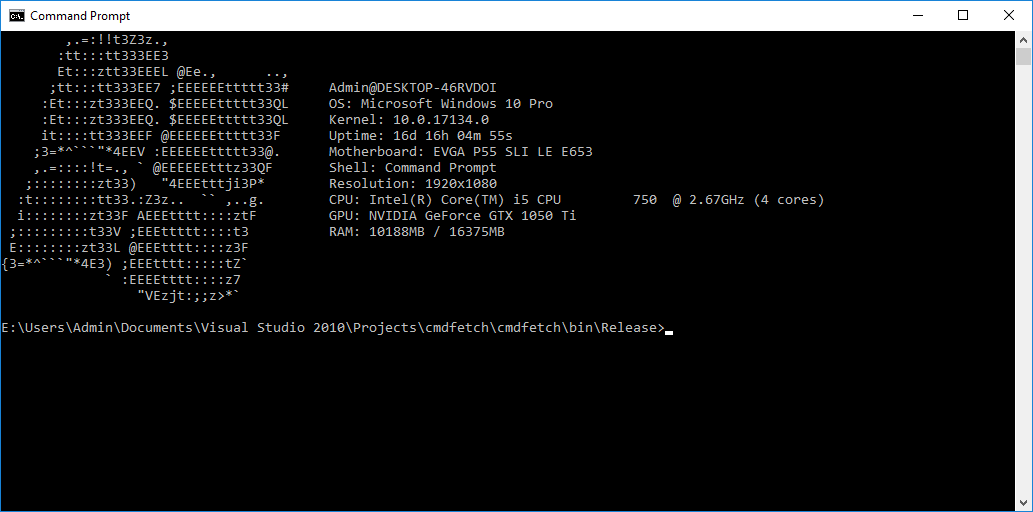 Command Prompt
        ,.=:!!t3Z3z.,
       :tt:::tt333EE3
       Et:::ztt33EEEL @Ee.,      ..,
      ;tt:::tt333EE7 ;EEEEEEttttt33#     Admin@DESKTOP-46RVDOI
     :Et:::zt333EEQ. $EEEEEttttt33QL     OS: Microsoft Windows 10 Pro
     :Et:::zt333EEQ. $EEEEEttttt33QL     Kernel: 10.0.17134.0
     it::::tt333EEF @EEEEEEttttt33F      Uptime: 16d 16h 04m 55s
    ;3=*^```"*4EEV :EEEEEEttttt33@.      Motherboard: EVGA P55 SLI LE E653
    ,.=::::!t=., ` @EEEEEEtttz33QF       Shell: Command Prompt
   ;::::::::zt33)   "4EEEtttji3P*        Resolution: 1920x1080
  :t::::::::tt33.:Z3z..  `` ,..g.        CPU: Intel(R) Core(TM) i5 CPU         750  @ 2.67GHz (4 cores)
  i::::::::zt33F AEEEtttt::::ztF         GPU: NVIDIA GeForce GTX 1050 Ti
 ;:::::::::t33V ;EEEttttt::::t3          RAM: 10188MB / 16375MB
 E::::::::zt33L @EEEtttt::::z3F
{3=*^```"*4E3) ;EEEtttt:::::tZ`
             ` :EEEEtttt::::z7
                 "VEzjt:;;z>*`
E:\Users\Admin\Documents\Visual Studio 2010\Projects\cmdfetch\cmdfetch\bin\Release>